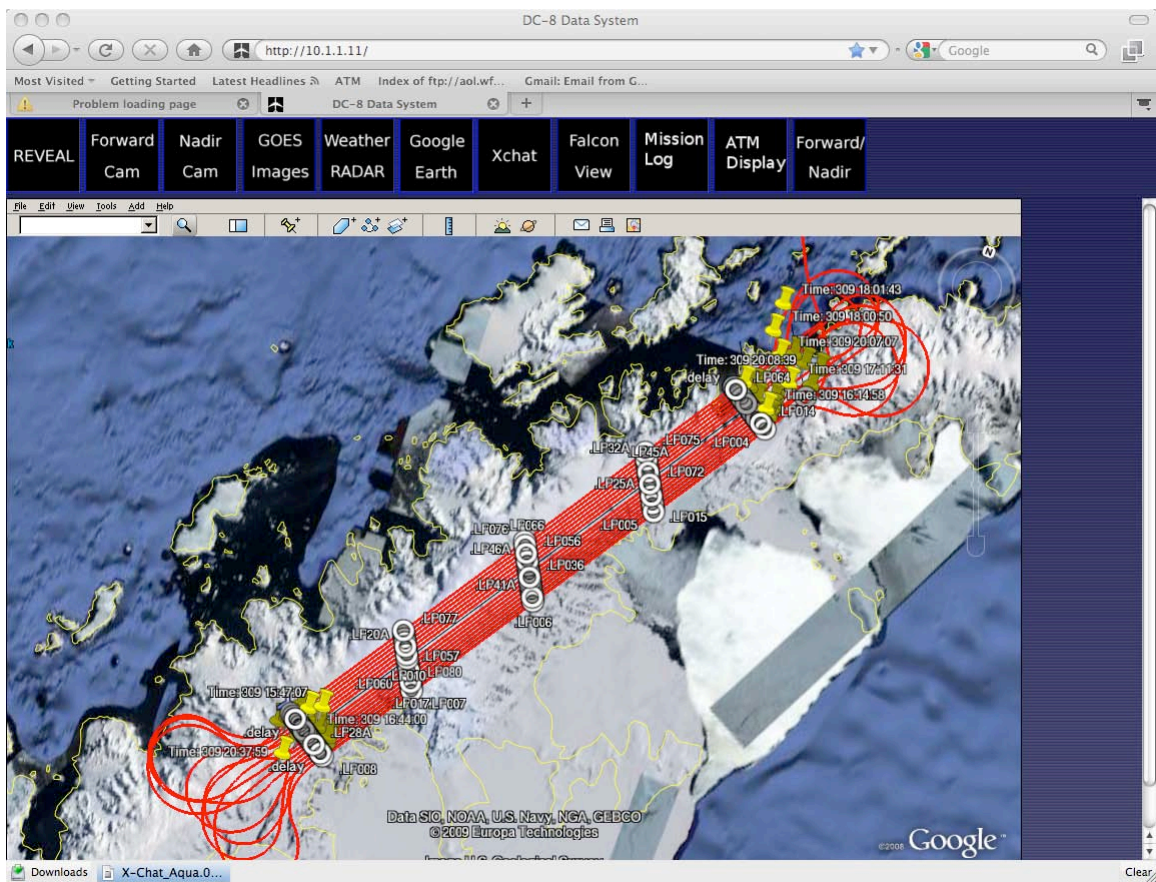 DC-8 Data System
http://10.1.1.11/
Google
Most Visited Getting Started Latest Headlines ATM Index of ftp://aol.wf... Gmail: Email from G...
Problem loading page DC-8 Data System +
REVEAL
Forward
Cam
Nadir
Cam
GOES
Images
Weather
RADAR
Google
Earth
Xchat
Falcon
View
Mission
Log
ATM
Display
Forward/
Nadir
File Edit View Tools Add Help
N
Time: 309 18:01:43
Time: 309 18:00:50
Time: 309 20:07:07
Time: 309 20:08:39
Time: 309 17:11:31
.delay
.LF064
Time: 309 16:14:58
.LF014
.LF075
.LF004
.LF32A
.LF45A
.LF072
.LF25A
.LF005
.LF015
.LF076
.LF066
.LF056
.LF46A
.LF036
.LF41A
.LF006
.LF077
.LF20A
.LF057
.LF010
.LF080
.LF060
.LF017
.LF007
Time: 309 15:47:07
Time: 309 16:44:00
.delay
.LF28A
Time: 309 20:37:59
.delay
.LF008
Data SIO, NOAA, U.S. Navy, NGA, GEBCO
© 2009 Europa Technologies
©2008 Google
Downloads X-Chat_Aqua.0... Clear